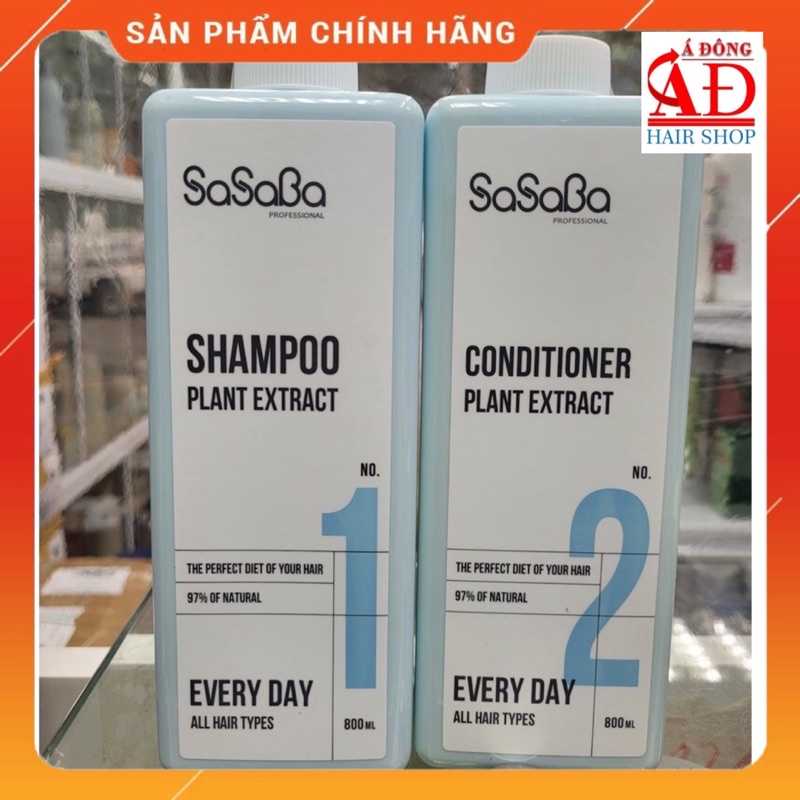 SẢN PHẨM CHÍNH HÃNG
Á ĐÔNG
AĐ
HAIR SHOP
SaSaBa
PROFESSIONAL
SHAMPOO
PLANT EXTRACT
NO.
1
THE PERFECT DIET OF YOUR HAIR
97% OF NATURAL
EVERY DAY
ALL HAIR TYPES
800ML
SaSaBa
PROFESSIONAL
CONDITIONER
PLANT EXTRACT
NO.
2
THE PERFECT DIET OF YOUR HAIR
97% OF NATURAL
EVERY DAY
ALL HAIR TYPES
800ML